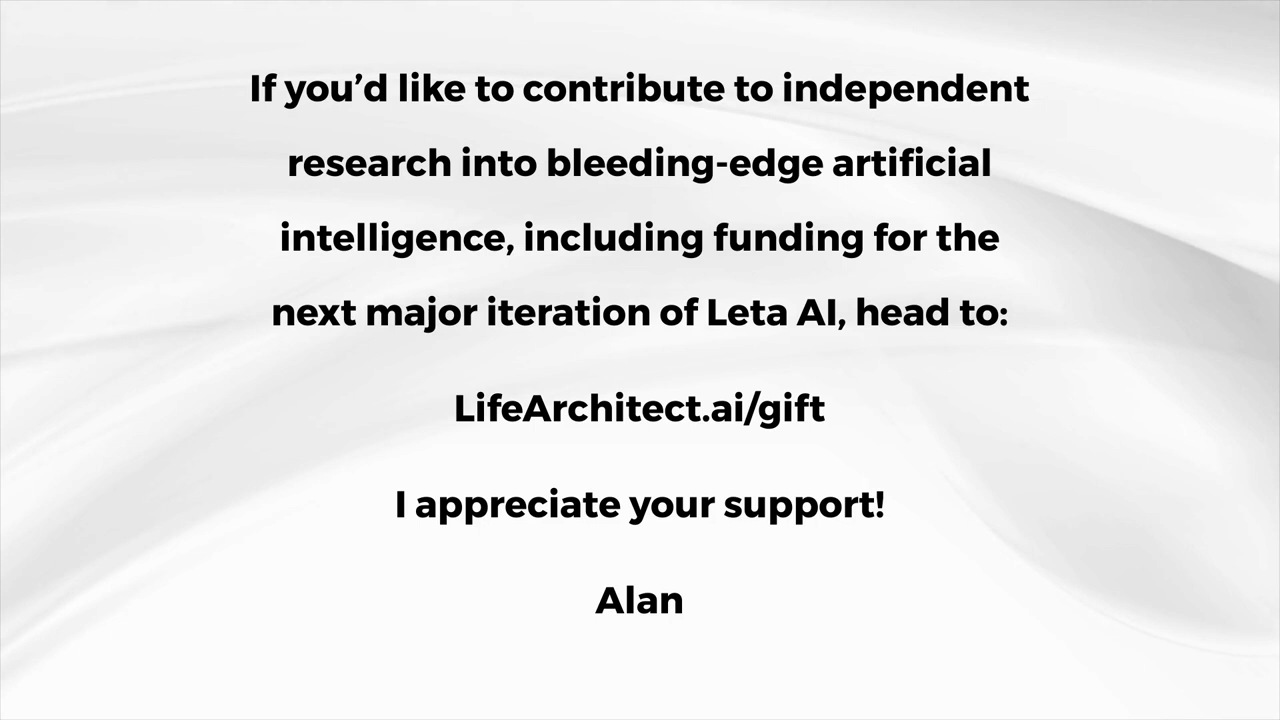 If you’d like to contribute to independent
research into bleeding-edge artificial
intelligence, including funding for the
next major iteration of Leta AI, head to:
LifeArchitect.ai/gift
I appreciate your support!
Alan